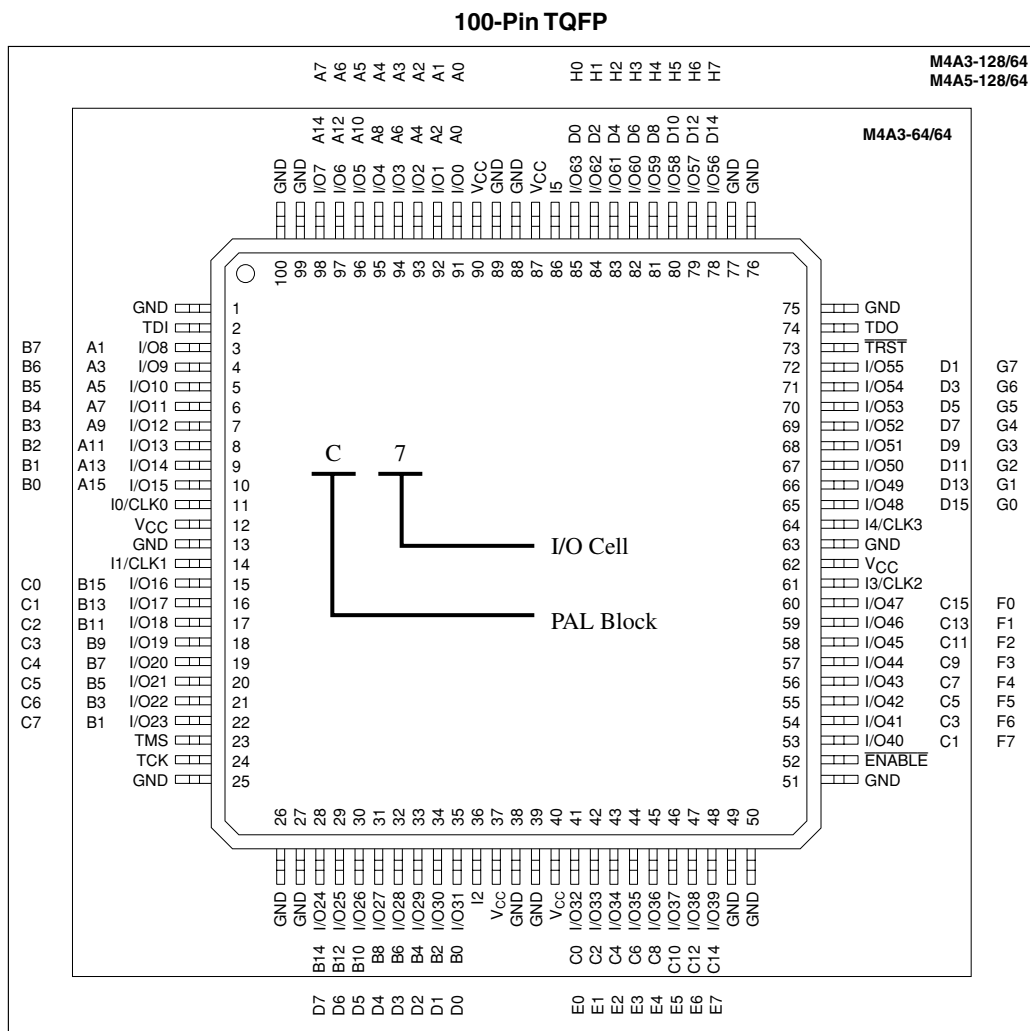 100-Pin TQFP
M4A3-128/64
M4A5-128/64
A7 A6 A5 A4 A3 A2 A1 A0 H0 H1 H2 H3 H4 H5 H6 H7
M4A3-64/64
A14 A12 A10 A8 A6 A4 A2 A0 D0 D2 D4 D6 D8 D10 D12 D14
GND GND I/O7 I/O6 I/O5 I/O4 I/O3 I/O2 I/O1 I/O0 VCC GND GND VCC I5 I/O63 I/O62 I/O61 I/O60 I/O59 I/O58 I/O57 I/O56 GND GND
100 99 98 97 96 95 94 93 92 91 90 89 88 87 86 85 84 83 82 81 80 79 78 77 76
GND 1 75 GND
TDI 2 74 TDO
B7 A1 I/O8 3 73 TRST
B6 A3 I/O9 4 72 I/O55 D1 G7
B5 A5 I/O10 5 71 I/O54 D3 G6
B4 A7 I/O11 6 70 I/O53 D5 G5
B3 A9 I/O12 7 69 I/O52 D7 G4
B2 A11 I/O13 8 68 I/O51 D9 G3
B1 A13 I/O14 9 67 I/O50 D11 G2
B0 A15 I/O15 10 66 I/O49 D13 G1
I0/CLK0 11 65 I/O48 D15 G0
VCC 12 64 I4/CLK3
GND 13 63 GND
I1/CLK1 14 62 VCC
C0 B15 I/O16 15 61 I3/CLK2
C1 B13 I/O17 16 60 I/O47 C15 F0
C2 B11 I/O18 17 59 I/O46 C13 F1
C3 B9 I/O19 18 58 I/O45 C11 F2
C4 B7 I/O20 19 57 I/O44 C9 F3
C5 B5 I/O21 20 56 I/O43 C7 F4
C6 B3 I/O22 21 55 I/O42 C5 F5
C7 B1 I/O23 22 54 I/O41 C3 F6
TMS 23 53 I/O40 C1 F7
TCK 24 52 ENABLE
GND 25 51 GND
C 7
I/O Cell
PAL Block
26 27 28 29 30 31 32 33 34 35 36 37 38 39 40 41 42 43 44 45 46 47 48 49 50
GND GND I/O24 I/O25 I/O26 I/O27 I/O28 I/O29 I/O30 I/O31 I2 VCC GND GND VCC I/O32 I/O33 I/O34 I/O35 I/O36 I/O37 I/O38 I/O39 GND GND
B14 B12 B10 B8 B6 B4 B2 B0 C0 C2 C4 C6 C8 C10 C12 C14
D7 D6 D5 D4 D3 D2 D1 D0 E0 E1 E2 E3 E4 E5 E6 E7